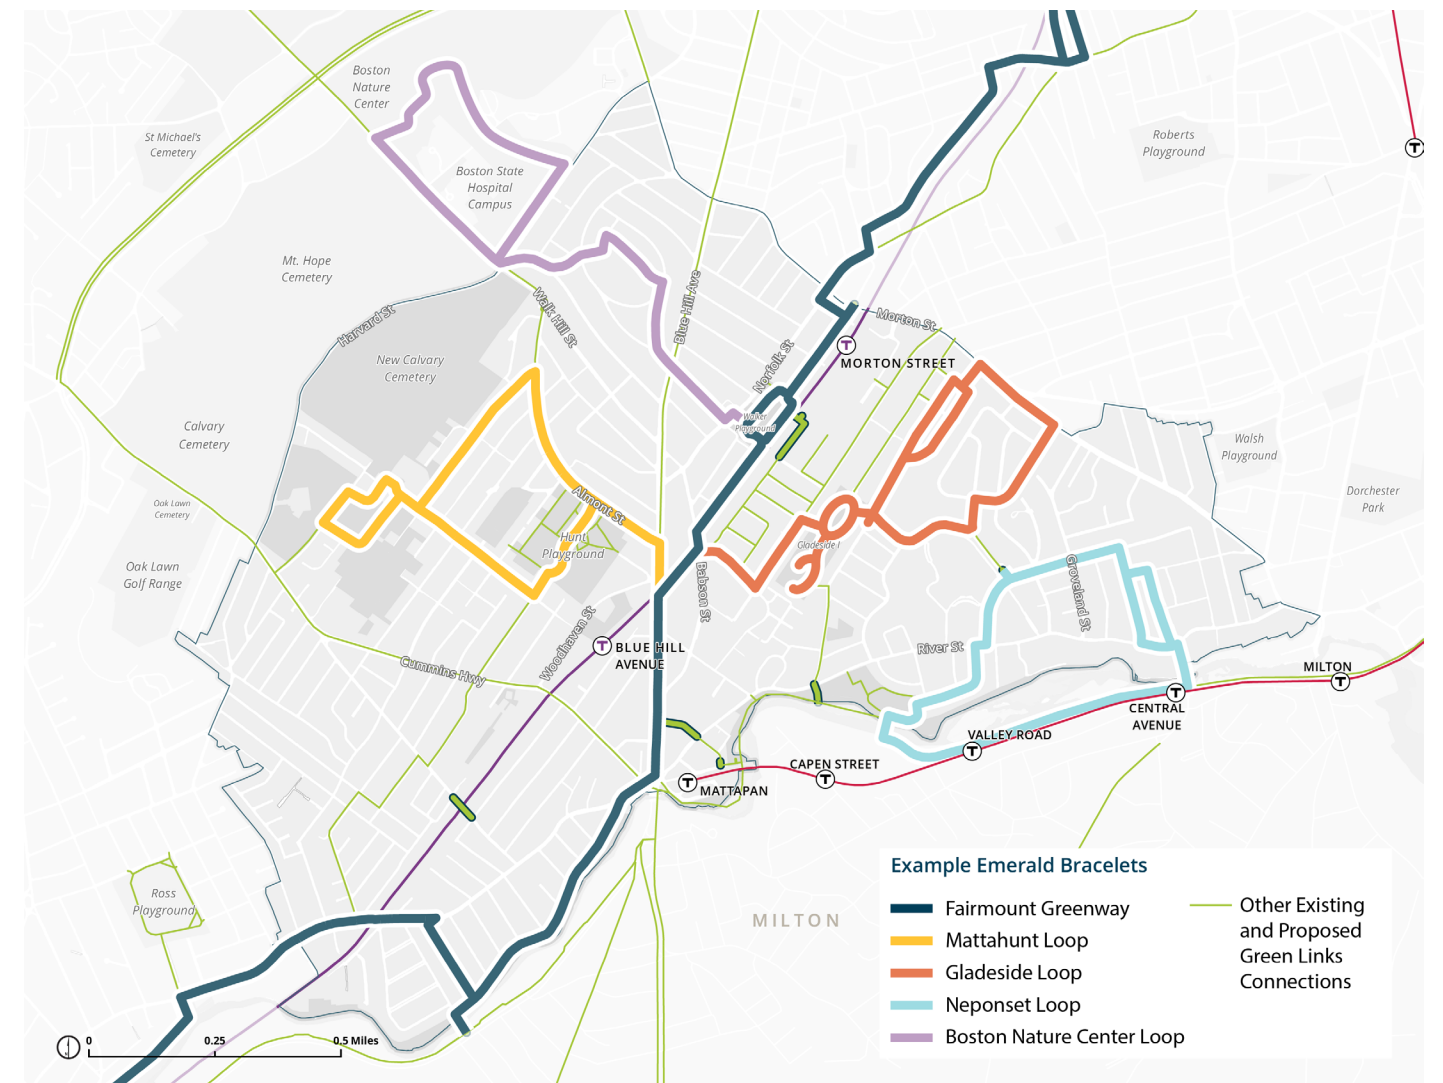 Boston
Nature
Center
St Michael's
Cemetery
Boston State
Hospital
Campus
Roberts
Playground
T
Mt. Hope
Cemetery
Harvard St
Walk Hill St
Blue Hill Ave
Norfolk St
Morton St
T
MORTON STREET
New Calvary
Cemetery
Calvary
Cemetery
Walker
Playground
Walsh
Playground
Oak Lawn
Cemetery
Almont St
Dorchester
Park
Hunt
Playground
Gladeside I
Oak Lawn
Golf Range
Babson St
Groveland St
Woodhaven St
T
BLUE HILL
AVENUE
River St
Cummins Hwy
MILTON
T
T
CENTRAL
AVENUE
VALLEY ROAD
T
CAPEN STREET
T
T
MATTAPAN
Ross
Playground
MILTON
Example Emerald Bracelets
Fairmount Greenway
Mattahunt Loop
Gladeside Loop
Neponset Loop
Boston Nature Center Loop
Other Existing
and Proposed
Green Links
Connections
0 0.25 0.5 Miles